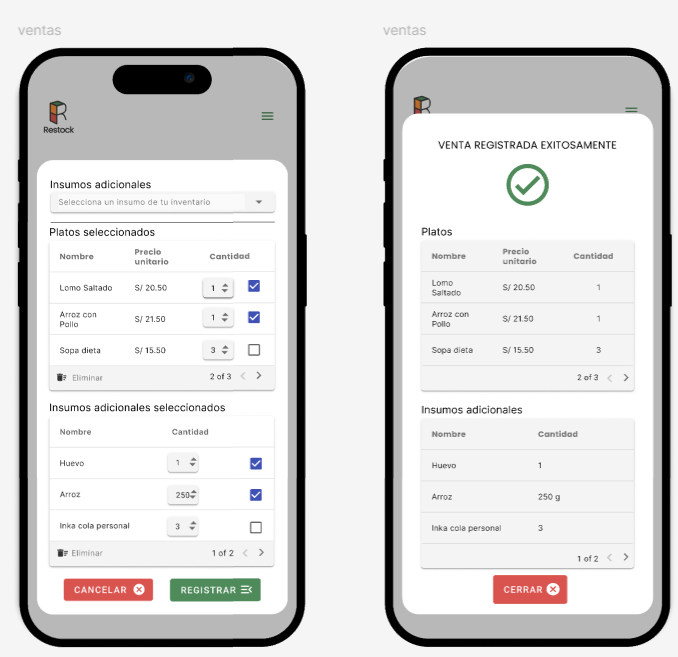 ventas
Restock
Insumos adicionales
Selecciona un insumo de tu inventario
Platos seleccionados
Nombre Precio unitario Cantidad
Lomo Saltado S/ 20.50 1
Arroz con Pollo S/ 21.50 1
Sopa dieta S/ 15.50 3
Eliminar 2 of 3
Insumos adicionales seleccionados
Nombre Cantidad
Huevo 1
Arroz 250
Inka cola personal 3
Eliminar 1 of 2
CANCELAR REGISTRAR
ventas
VENTA REGISTRADA EXITOSAMENTE
Platos
Nombre Precio unitario Cantidad
Lomo Saltado S/ 20.50 1
Arroz con Pollo S/ 21.50 1
Sopa dieta S/ 15.50 3
2 of 3
Insumos adicionales
Nombre Cantidad
Huevo 1
Arroz 250 g
Inka cola personal 3
1 of 2
CERRAR